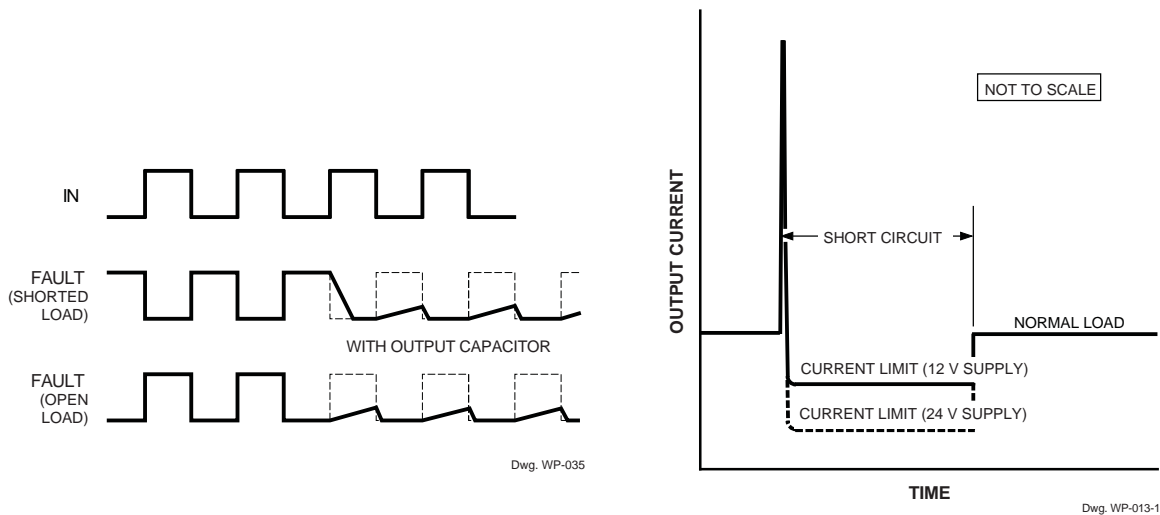 IN
FAULT
(SHORTED
LOAD)
WITH OUTPUT CAPACITOR
FAULT
(OPEN
LOAD)
Dwg. WP-035
NOT TO SCALE
OUTPUT CURRENT
SHORT CIRCUIT
NORMAL LOAD
CURRENT LIMIT (12 V SUPPLY)
CURRENT LIMIT (24 V SUPPLY)
TIME
Dwg. WP-013-1